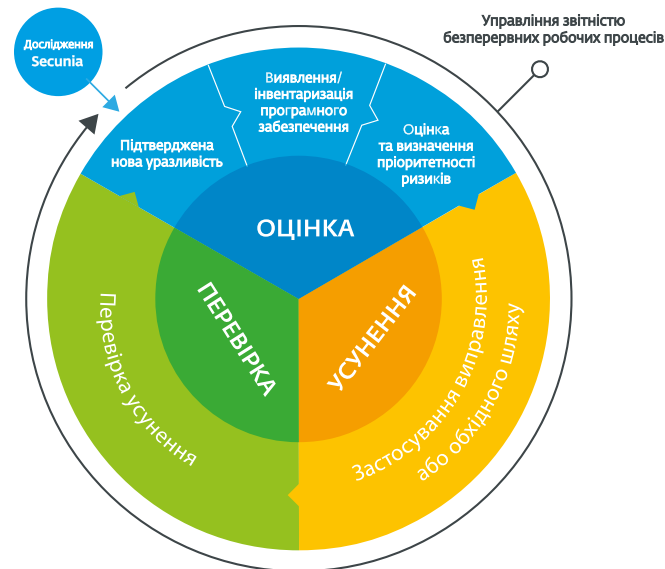 Дослідження
Secunia
Управління звітністю
безперервних робочих процесів
Підтверджена
нова уразливість
Виявлення/
інвентаризація
програмного
забезпечення
Оцінка
та визначення
пріоритетності
ризиків
ОЦІНКА
ПЕРЕВІРКА
УСУНЕННЯ
Перевірка усунення
Застосування виправлення
або обхідного шляху